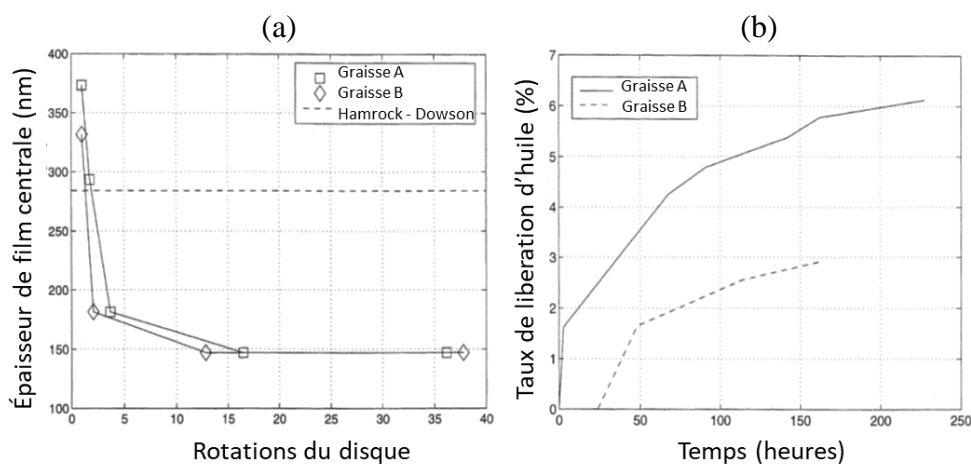 (a)
(b)
Épaisseur de film centrale (nm)
400
350
300
250
200
150
100
Graisse A
Graisse B
Hamrock - Dowson
0
5
10
15
20
25
30
35
40
Rotations du disque
Taux de liberation d'huile (%)
7
6
5
4
3
2
1
0
Graisse A
Graisse B
0
50
100
150
200
250
Temps (heures)